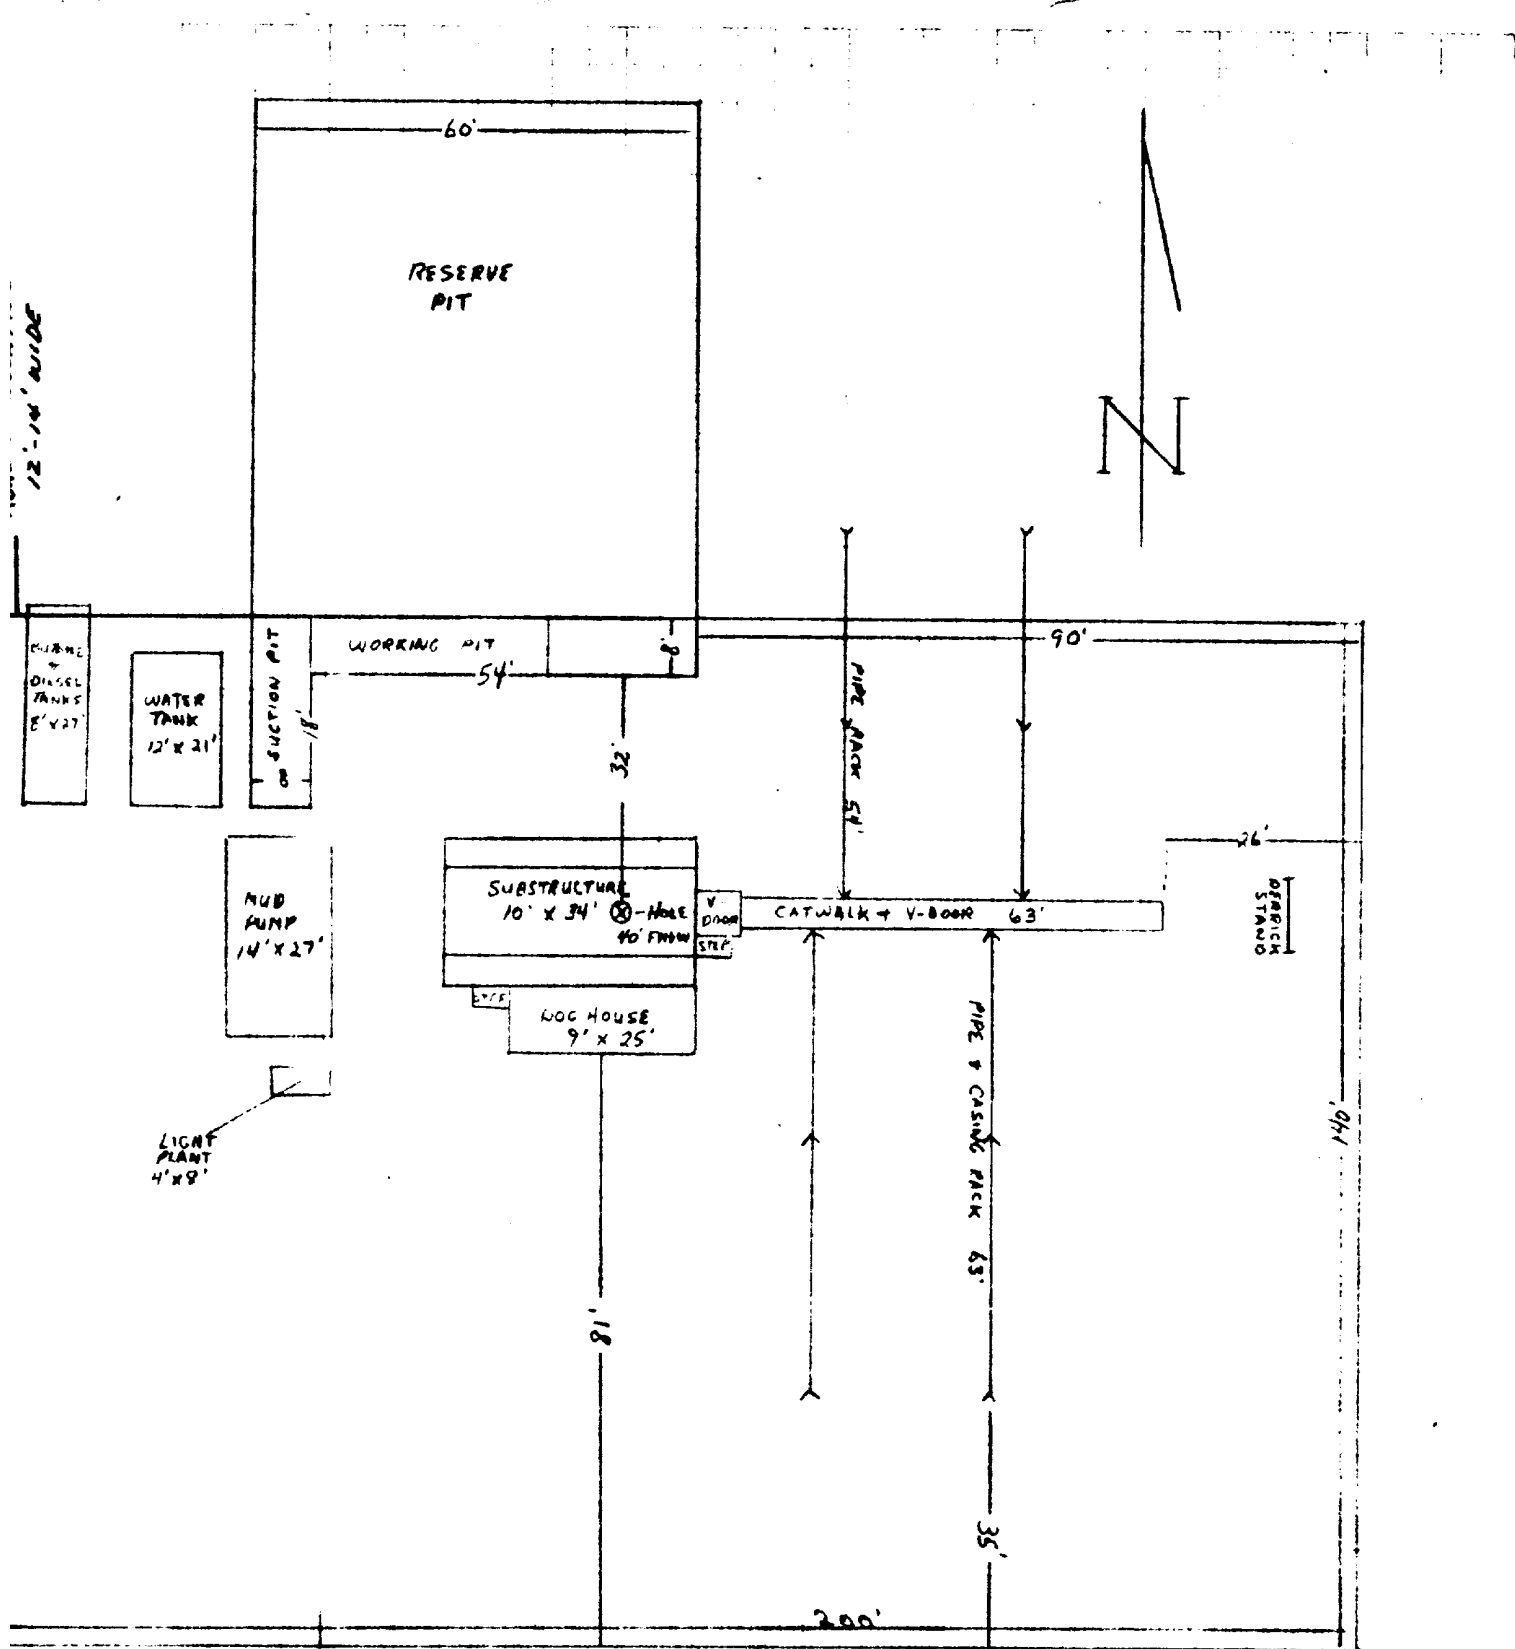 60'
RESERVE
PIT
12'-14' WIDE
N
WORKING PIT
54'
8'
90'
SUCTION PIT
18'
8
DIESEL
TANKS
8' x 27'
WATER
TANK
12' x 21'
32'
PIPE RACK 54'
26'
DERRICK
STAND
MUD
PUMP
14' x 27'
SUBSTRUCTURE
10' x 34'
-HOLE
40' FROM
V
DOOR
STEP
CATWALK + V-DOOR 63'
STEP
DOG HOUSE
9' x 25'
PIPE + CASING RACK 63'
LIGHT
PLANT
4' x 8'
140'
81'
35'
200'